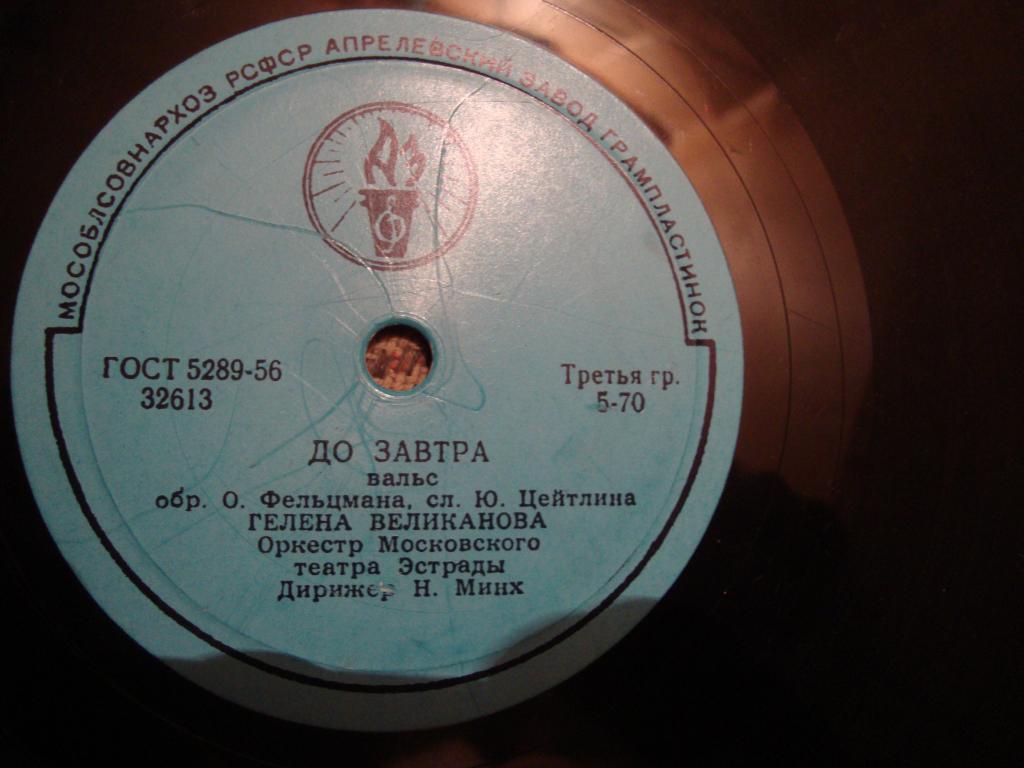 МОСОБЛСОВНАРХОЗ РСФСР АПРЕЛЕВСКИЙ ЗАВОД ГРАМПЛАСТИНОК
АЗ
ГОСТ 5289-56
32613
Третья гр.
5-70
ДО ЗАВТРА
вальс
обр. О. Фельцмана, сл. Ю. Цейтлина
ГЕЛЕНА ВЕЛИКАНОВА
Оркестр Московского
театра Эстрады
Дирижер Н. Минх